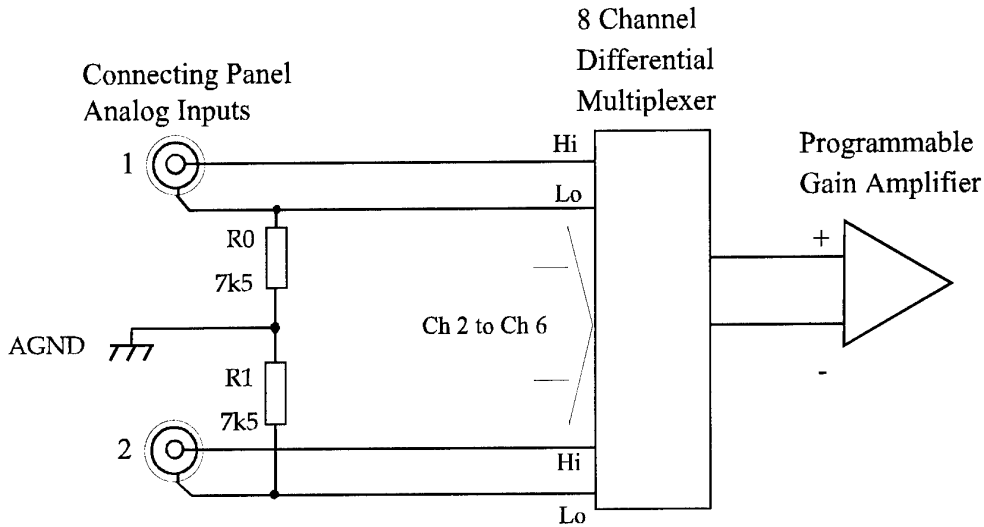 8 Channel
Differential
Multiplexer
Connecting Panel
Analog Inputs
Programmable
Gain Amplifier
1
Hi
Lo
R0
7k5
+
Ch 2 to Ch 6
AGND
R1
7k5
-
2
Hi
Lo